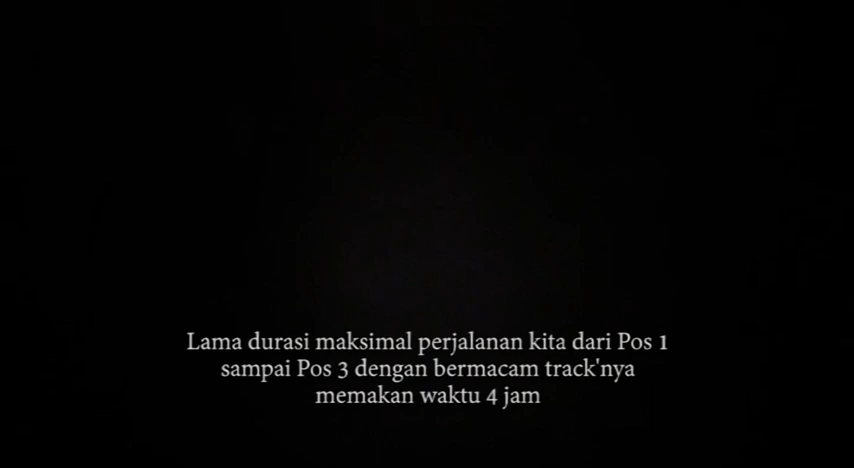 Lama durasi maksimal perjalanan kita dari Pos 1
sampai Pos 3 dengan bermacam track'nya
memakan waktu 4 jam